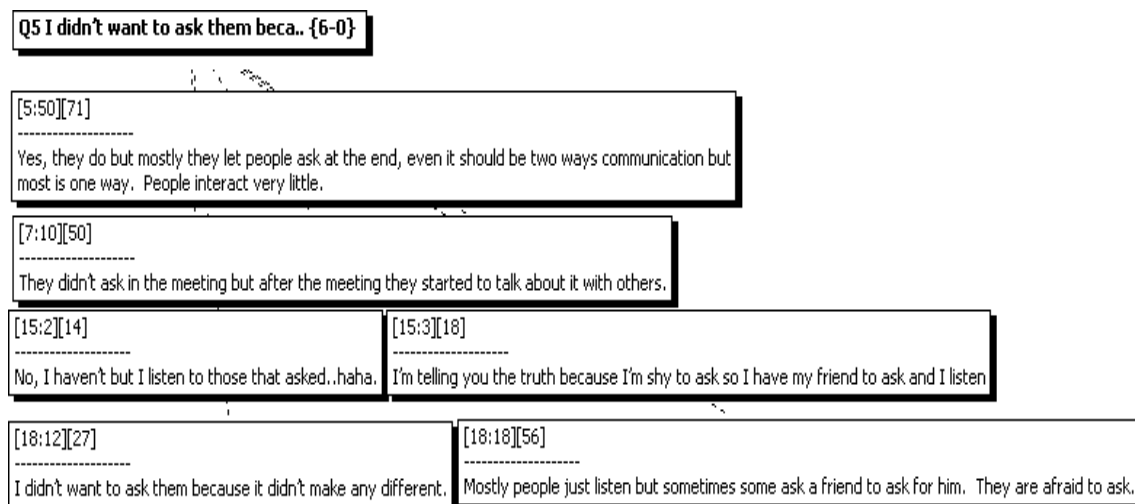 Q5 I didn't want to ask them beca.. {6-0}
[5:50][71]
--------------------
Yes, they do but mostly they let people ask at the end, even it should be two ways communication but
most is one way. People interact very little.
[7:10][50]
--------------------
They didn't ask in the meeting but after the meeting they started to talk about it with others.
[15:2][14]
--------------------
No, I haven't but I listen to those that asked..haha.
[15:3][18]
--------------------
I'm telling you the truth because I'm shy to ask so I have my friend to ask and I listen
[18:12][27]
--------------------
I didn't want to ask them because it didn't make any different.
[18:18][56]
--------------------
Mostly people just listen but sometimes some ask a friend to ask for him. They are afraid to ask.